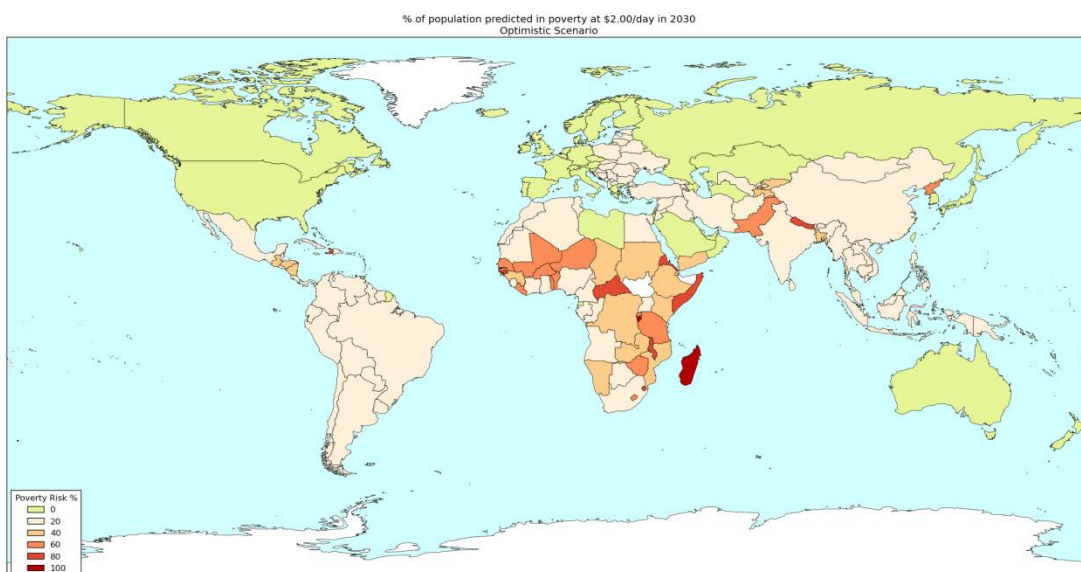 % of population predicted in poverty at $2.00/day in 2030
Optimistic Scenario
Poverty Risk %
0
20
40
60
80
100